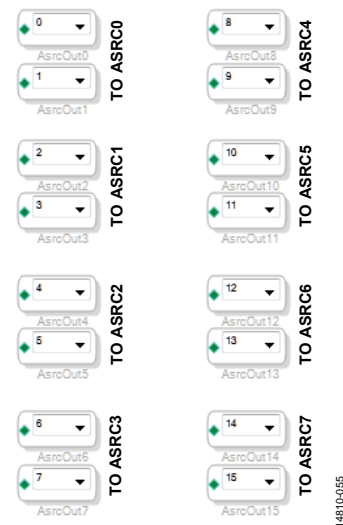 0
AsrcOut0
1
AsrcOut1
TO ASRC0
2
AsrcOut2
3
AsrcOut3
TO ASRC1
4
AsrcOut4
5
AsrcOut5
TO ASRC2
6
AsrcOut6
7
AsrcOut7
TO ASRC3
8
AsrcOut8
9
AsrcOut9
TO ASRC4
10
AsrcOut10
11
AsrcOut11
TO ASRC5
12
AsrcOut12
13
AsrcOut13
TO ASRC6
14
AsrcOut14
15
AsrcOut15
TO ASRC7
14810-055